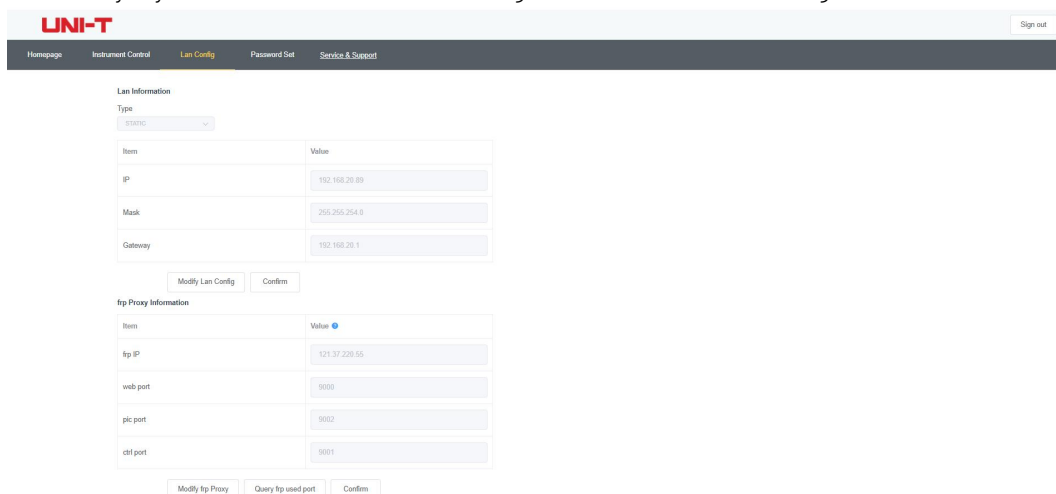 UNI-T
Sign out
Homepage Instrument Control Lan Config Password Set Service & Support
Lan Information
Type
STATIC
Item Value
IP 192.168.20.89
Mask 255.255.254.0
Gateway 192.168.20.1
Modify Lan Config Confirm
frp Proxy Information
Item Value ?
frp IP 121.37.220.55
web port 9000
pic port 9002
ctrl port 9001
Modify frp Proxy Query frp used port Confirm